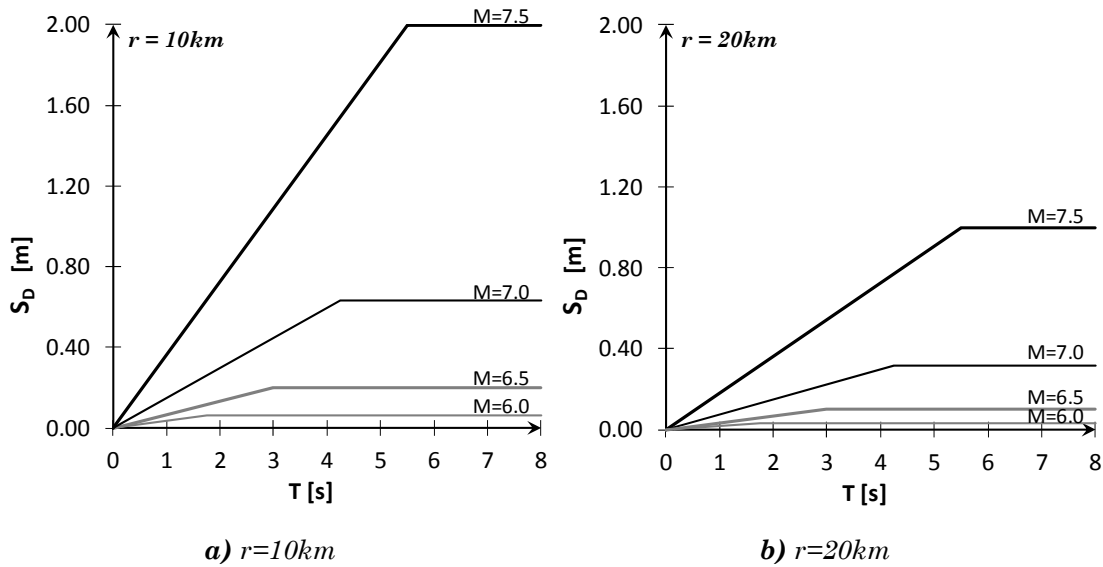 2.00
1.60
1.20
0.80
0.40
0.00
S_D [m]
r = 10km
M=7.5
M=7.0
M=6.5
M=6.0
0 1 2 3 4 5 6 7 8
T [s]
a) r=10km
2.00
1.60
1.20
0.80
0.40
0.00
S_D [m]
r = 20km
M=7.5
M=7.0
M=6.5
M=6.0
0 1 2 3 4 5 6 7 8
T [s]
b) r=20km